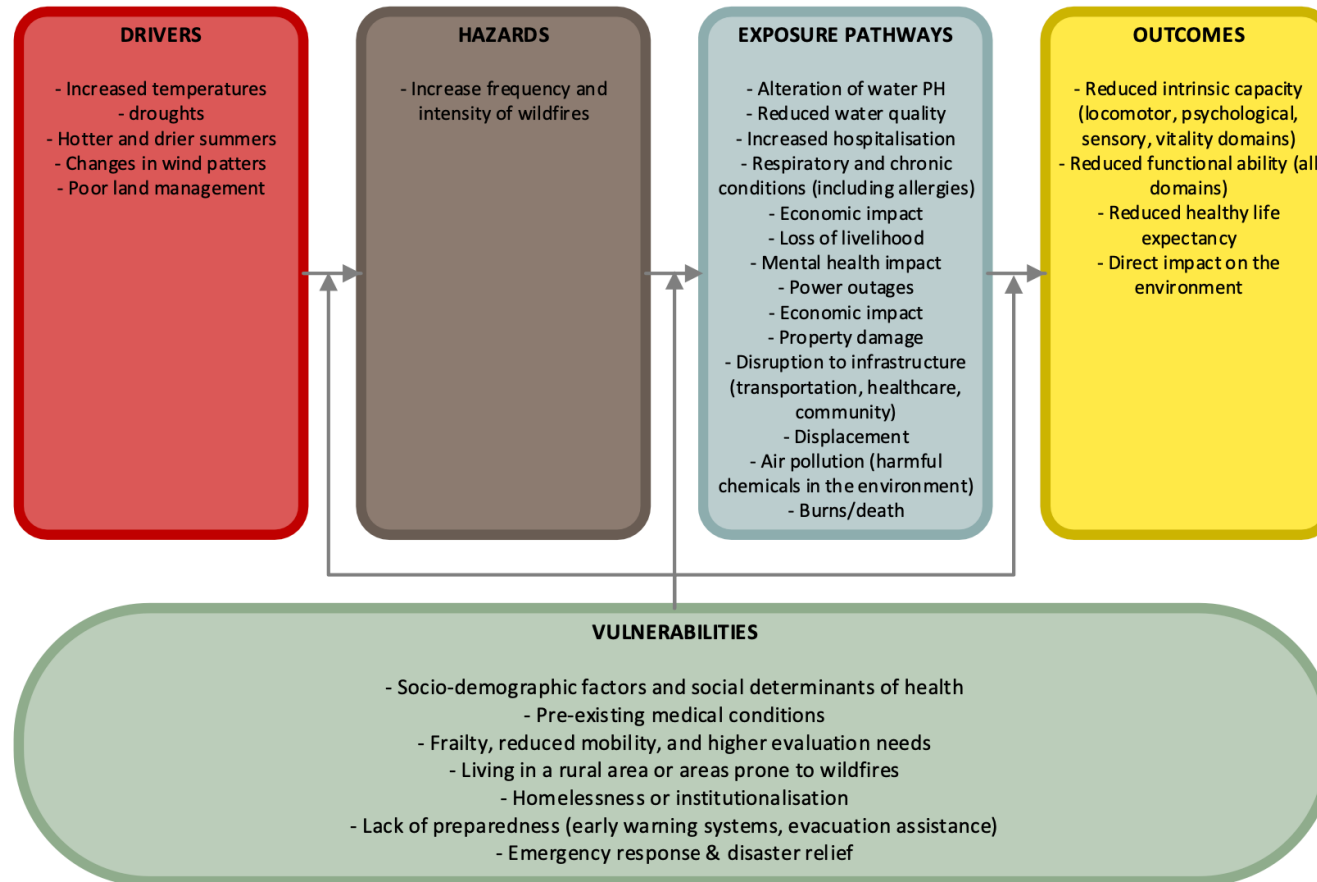 DRIVERS
- Increased temperatures
- droughts
- Hotter and drier summers
- Changes in wind patters
- Poor land management
HAZARDS
- Increase frequency and
intensity of wildfires
EXPOSURE PATHWAYS
- Alteration of water PH
- Reduced water quality
- Increased hospitalisation
- Respiratory and chronic
conditions (including allergies)
- Economic impact
- Loss of livelihood
- Mental health impact
- Power outages
- Economic impact
- Property damage
- Disruption to infrastructure
(transportation, healthcare,
community)
- Displacement
- Air pollution (harmful
chemicals in the environment)
- Burns/death
OUTCOMES
- Reduced intrinsic capacity
(locomotor, psychological,
sensory, vitality domains)
- Reduced functional ability (all
domains)
- Reduced healthy life
expectancy
- Direct impact on the
environment
VULNERABILITIES
- Socio-demographic factors and social determinants of health
- Pre-existing medical conditions
- Frailty, reduced mobility, and higher evaluation needs
- Living in a rural area or areas prone to wildfires
- Homelessness or institutionalisation
- Lack of preparedness (early warning systems, evacuation assistance)
- Emergency response & disaster relief